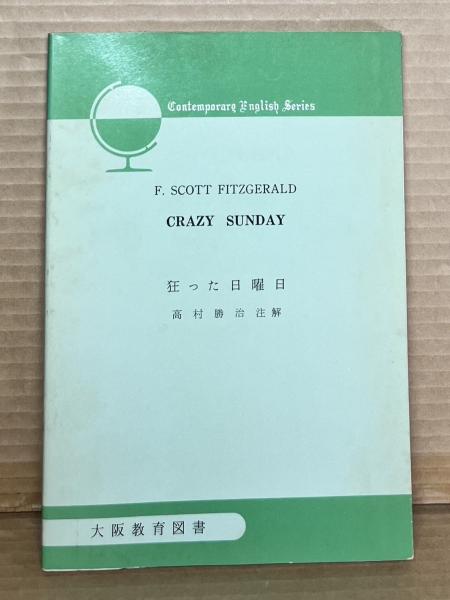 Contemporary English Series
F. SCOTT FITZGERALD
CRAZY SUNDAY
狂った日曜日
高村勝治注解
大阪教育図書